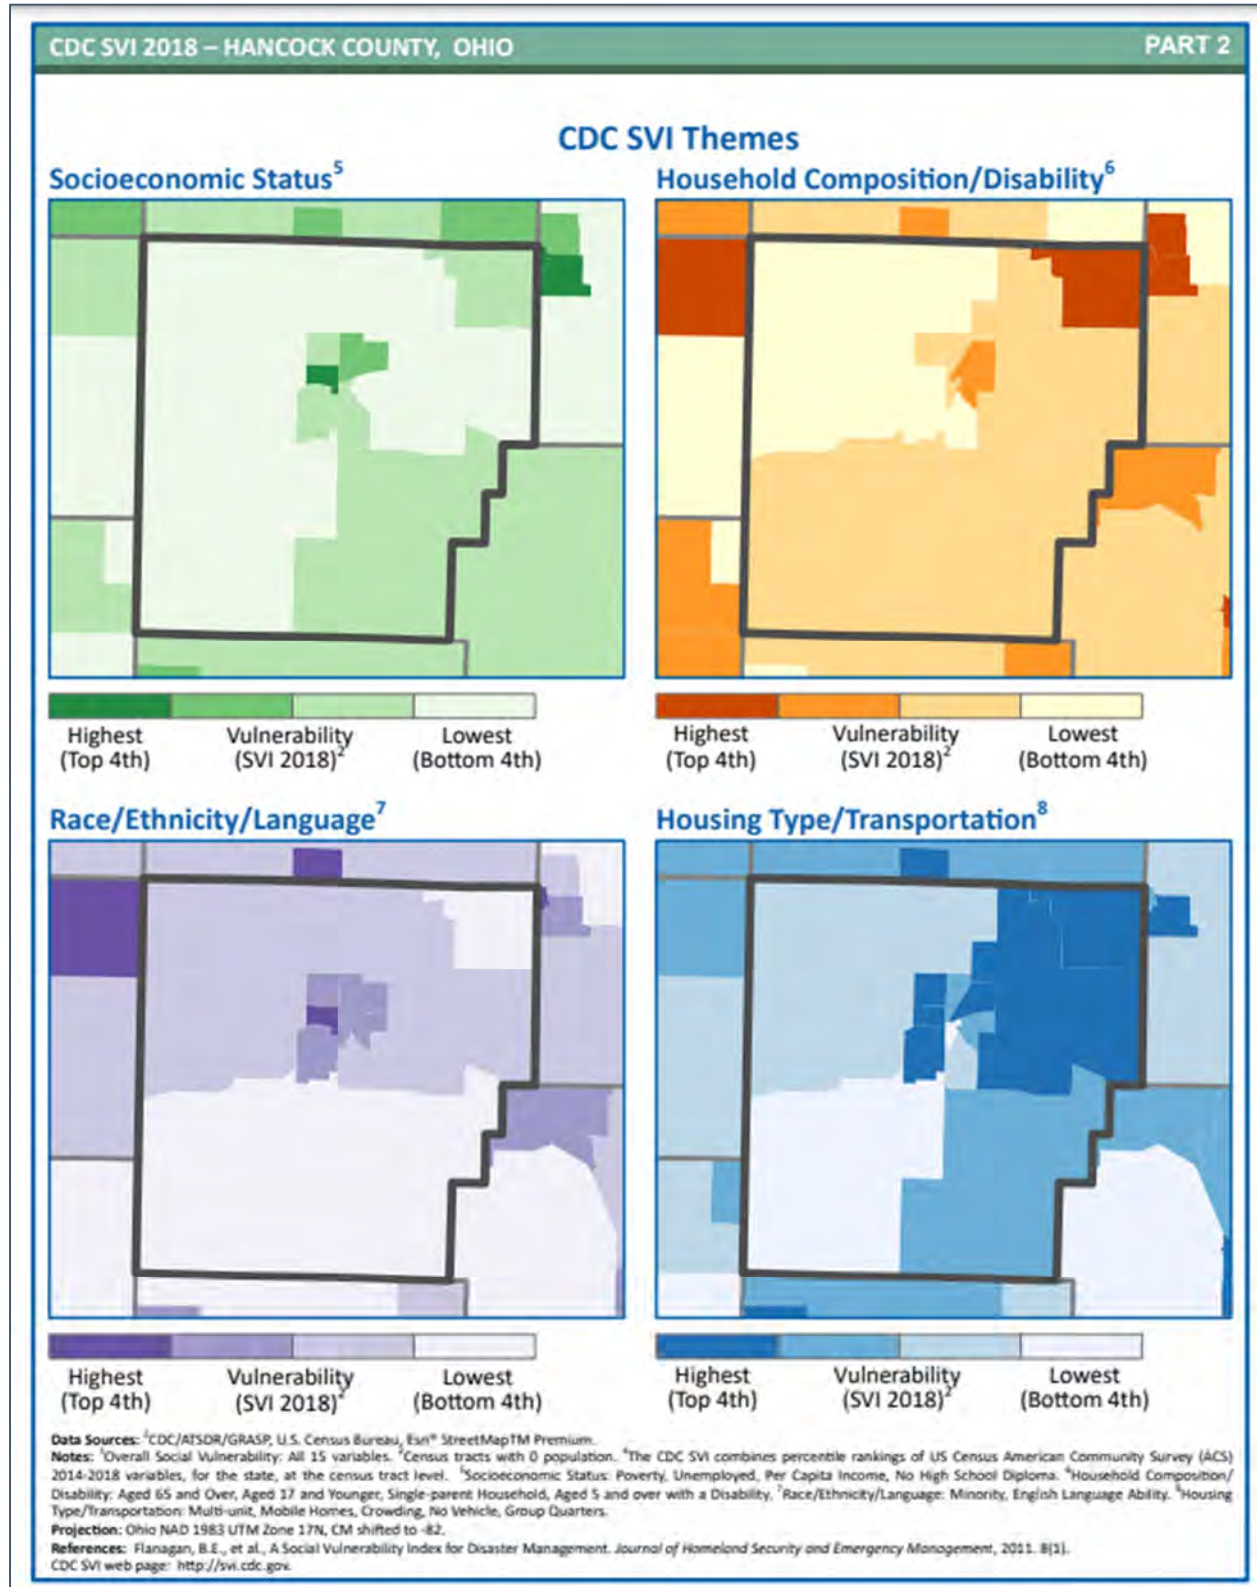 CDC SVI 2018 – HANCOCK COUNTY, OHIO PART 2
CDC SVI Themes
Socioeconomic Status⁵ Household Composition/Disability⁶
Highest (Top 4th) Vulnerability (SVI 2018)² Lowest (Bottom 4th)
Highest (Top 4th) Vulnerability (SVI 2018)² Lowest (Bottom 4th)
Race/Ethnicity/Language⁷ Housing Type/Transportation⁸
Highest (Top 4th) Vulnerability (SVI 2018)² Lowest (Bottom 4th)
Highest (Top 4th) Vulnerability (SVI 2018)² Lowest (Bottom 4th)
Data Sources: ²CDC/ATSDR/GRASP, U.S. Census Bureau, Esri® StreetMapTM Premium.
Notes: ¹Overall Social Vulnerability: All 15 variables. ³Census tracts with 0 population. ⁴The CDC SVI combines percentile rankings of US Census American Community Survey (ACS)
2014-2018 variables, for the state, at the census tract level. ⁵Socioeconomic Status: Poverty, Unemployed, Per Capita Income, No High School Diploma. ⁶Household Composition/
Disability: Aged 65 and Over, Aged 17 and Younger, Single-parent Household, Aged 5 and over with a Disability. ⁷Race/Ethnicity/Language: Minority, English Language Ability. ⁸Housing
Type/Transportation: Multi-unit, Mobile Homes, Crowding, No Vehicle, Group Quarters.
Projection: Ohio NAD 1983 UTM Zone 17N, CM shifted to -82.
References: Flanagan, B.E., et al., A Social Vulnerability Index for Disaster Management. Journal of Homeland Security and Emergency Management, 2011. 8(1).
CDC SVI web page: http://svi.cdc.gov.